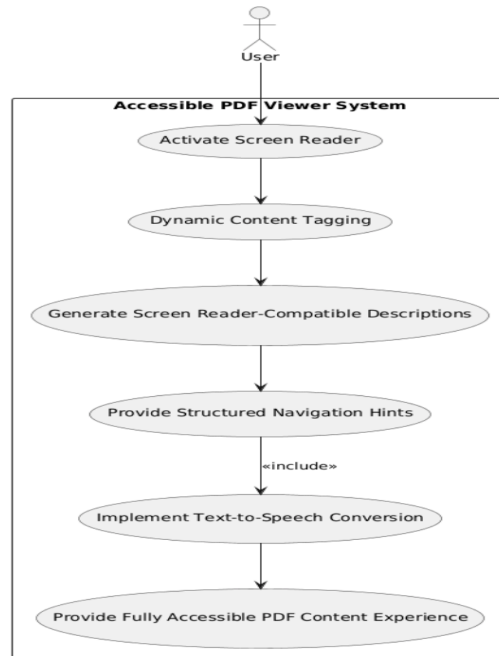 User
Accessible PDF Viewer System
Activate Screen Reader
Dynamic Content Tagging
Generate Screen Reader-Compatible Descriptions
Provide Structured Navigation Hints
«include»
Implement Text-to-Speech Conversion
Provide Fully Accessible PDF Content Experience